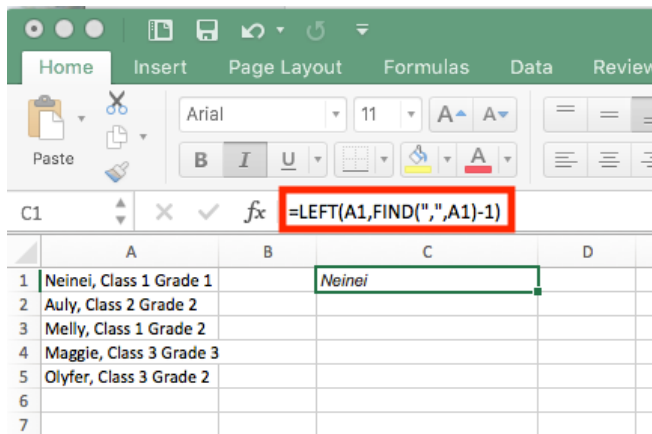 Home Insert Page Layout Formulas Data Review
Paste Arial 11 A A
B I U A
C1 fx =LEFT(A1,FIND(",",A1)-1)
A B C D
1 Neinei, Class 1 Grade 1 Neinei
2 Auly, Class 2 Grade 2
3 Melly, Class 1 Grade 2
4 Maggie, Class 3 Grade 3
5 Olyfer, Class 3 Grade 2
6
7